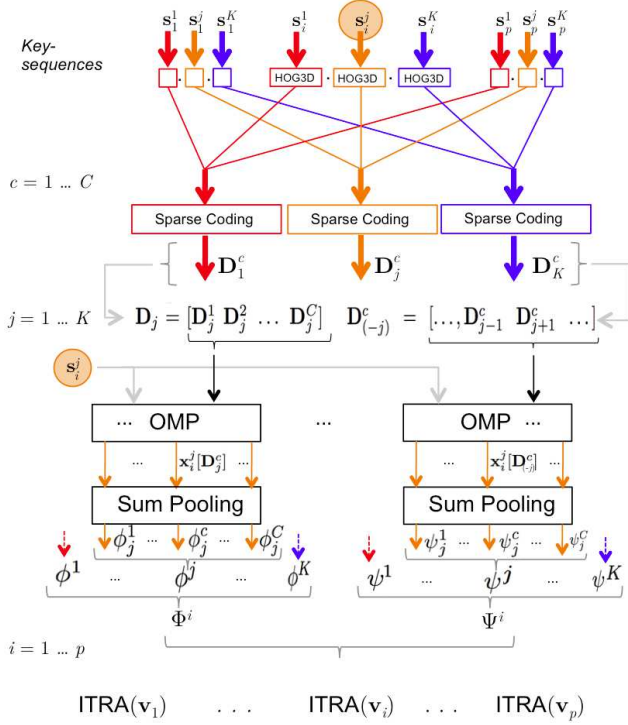 s_1^1 s_1^j s_1^K s_i^1 s_i^j s_i^K s_p^1 s_p^j s_p^K
Key-
sequences
HOG3D · HOG3D · HOG3D
c = 1 ... C
Sparse Coding Sparse Coding Sparse Coding
D_1^c D_j^c D_K^c
j = 1 ... K D_j = [D_j^1 D_j^2 ... D_j^C] D_{(-j)}^c = [..., D_{j-1}^c D_{j+1}^c ...]
s_i^j
... OMP ... OMP ...
... x_i^j[D_j^c] ... ... x_i^j[D_{(-j)}^c] ...
Sum Pooling Sum Pooling
ϕ_j^1 ... ϕ_j^c ... ϕ_j^C ψ_j^1 ... ψ_j^c ... ψ_j^C
ϕ^1 ... ϕ^j ... ϕ^K ψ^1 ... ψ^j ... ψ^K
Φ^i Ψ^i
i = 1 ... p
ITRA(v_1) . . . ITRA(v_i) . . . ITRA(v_p)